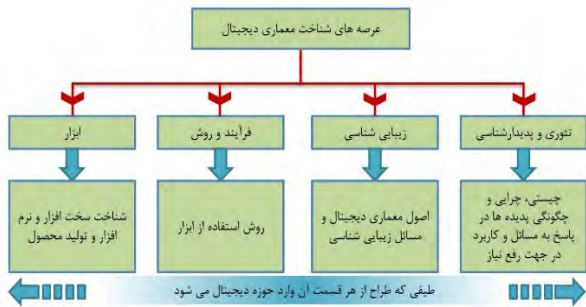 عرصه های شناخت معماری دیجیتال
تئوری و پدیدارشناسی
زیبایی شناسی
فرآیند و روش
ابزار
چیستی، چرایی و
چگونگی پدیده ها در
پاسخ به مسائل و کاربرد
در جهت رفع نیاز
اصول معماری دیجیتال و
مسائل زیبایی شناسی
روش استفاده از ابزار
شناخت سخت افزار و نرم
افزار و تولید محصول
طیفی که طراح از هر قسمت آن وارد حوزه دیجیتال می شود